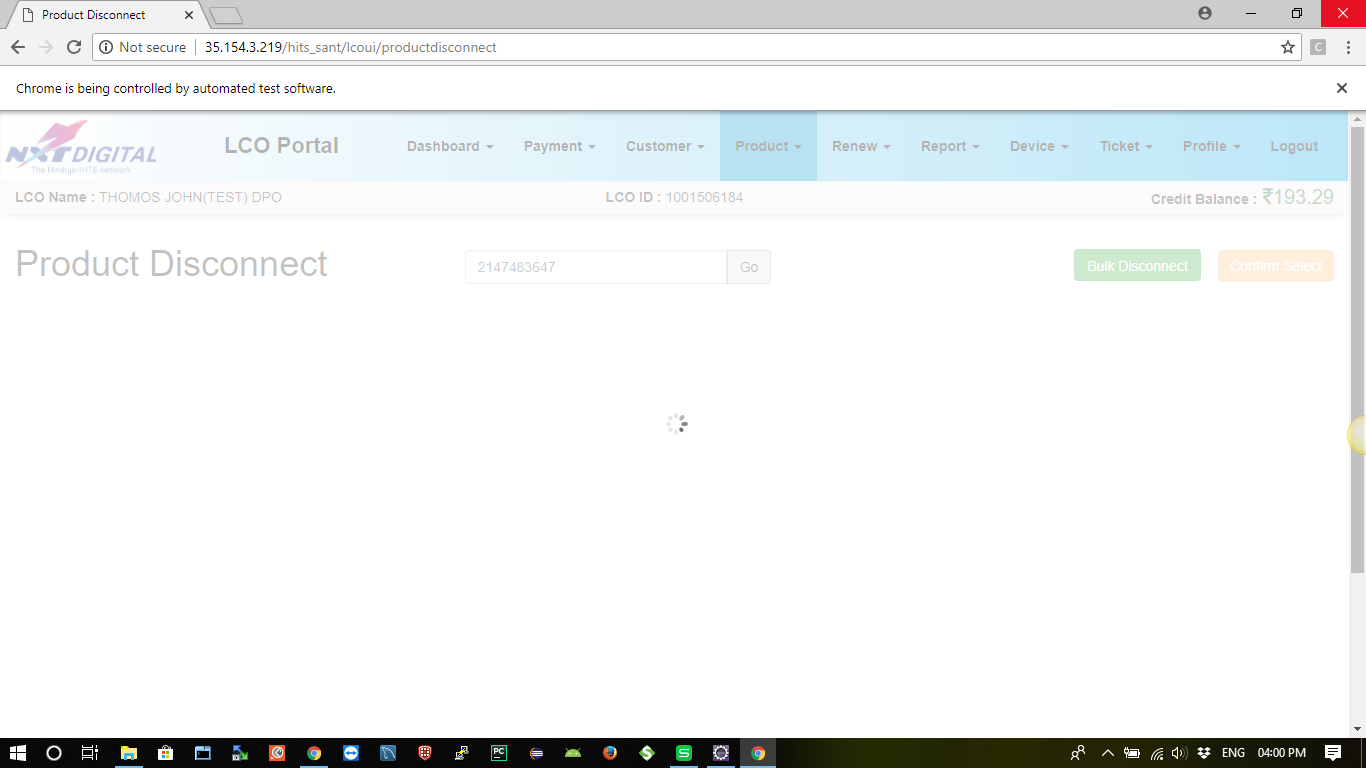 Product Disconnect
Not secure 35.154.3.219/hits_sant/lcoui/productdisconnect
C
Chrome is being controlled by automated test software.
NXTDIGITAL
The Hinduja-HITS network
LCO Portal Dashboard Payment Customer Product Renew Report Device Ticket Profile Logout
LCO Name : THOMOS JOHN(TEST) DPO LCO ID : 1001506184 Credit Balance : ₹193.29
Product Disconnect 2147483647 Go Bulk Disconnect Confirm Select
PC S S ENG 04:00 PM